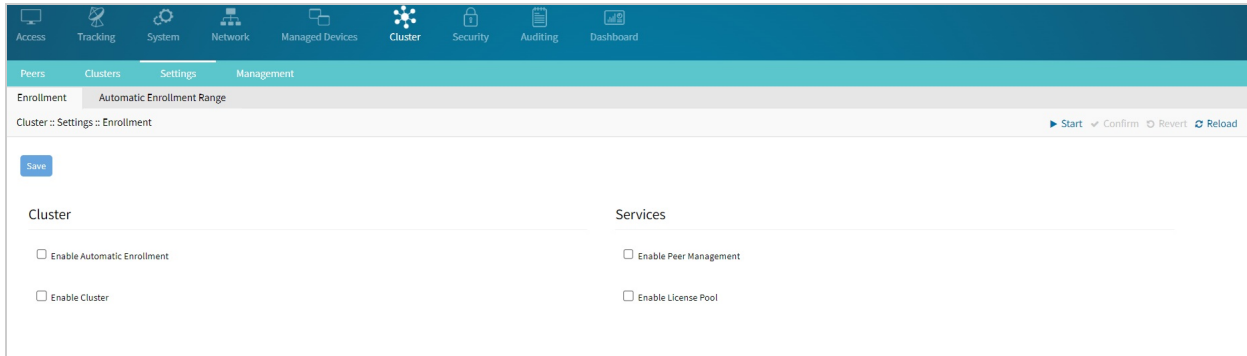 Access Tracking System Network Managed Devices Cluster Security Auditing Dashboard
Peers Clusters Settings Management
Enrollment Automatic Enrollment Range
Cluster :: Settings :: Enrollment Start Confirm Revert Reload
Save
Cluster Services
Enable Automatic Enrollment Enable Peer Management
Enable Cluster Enable License Pool